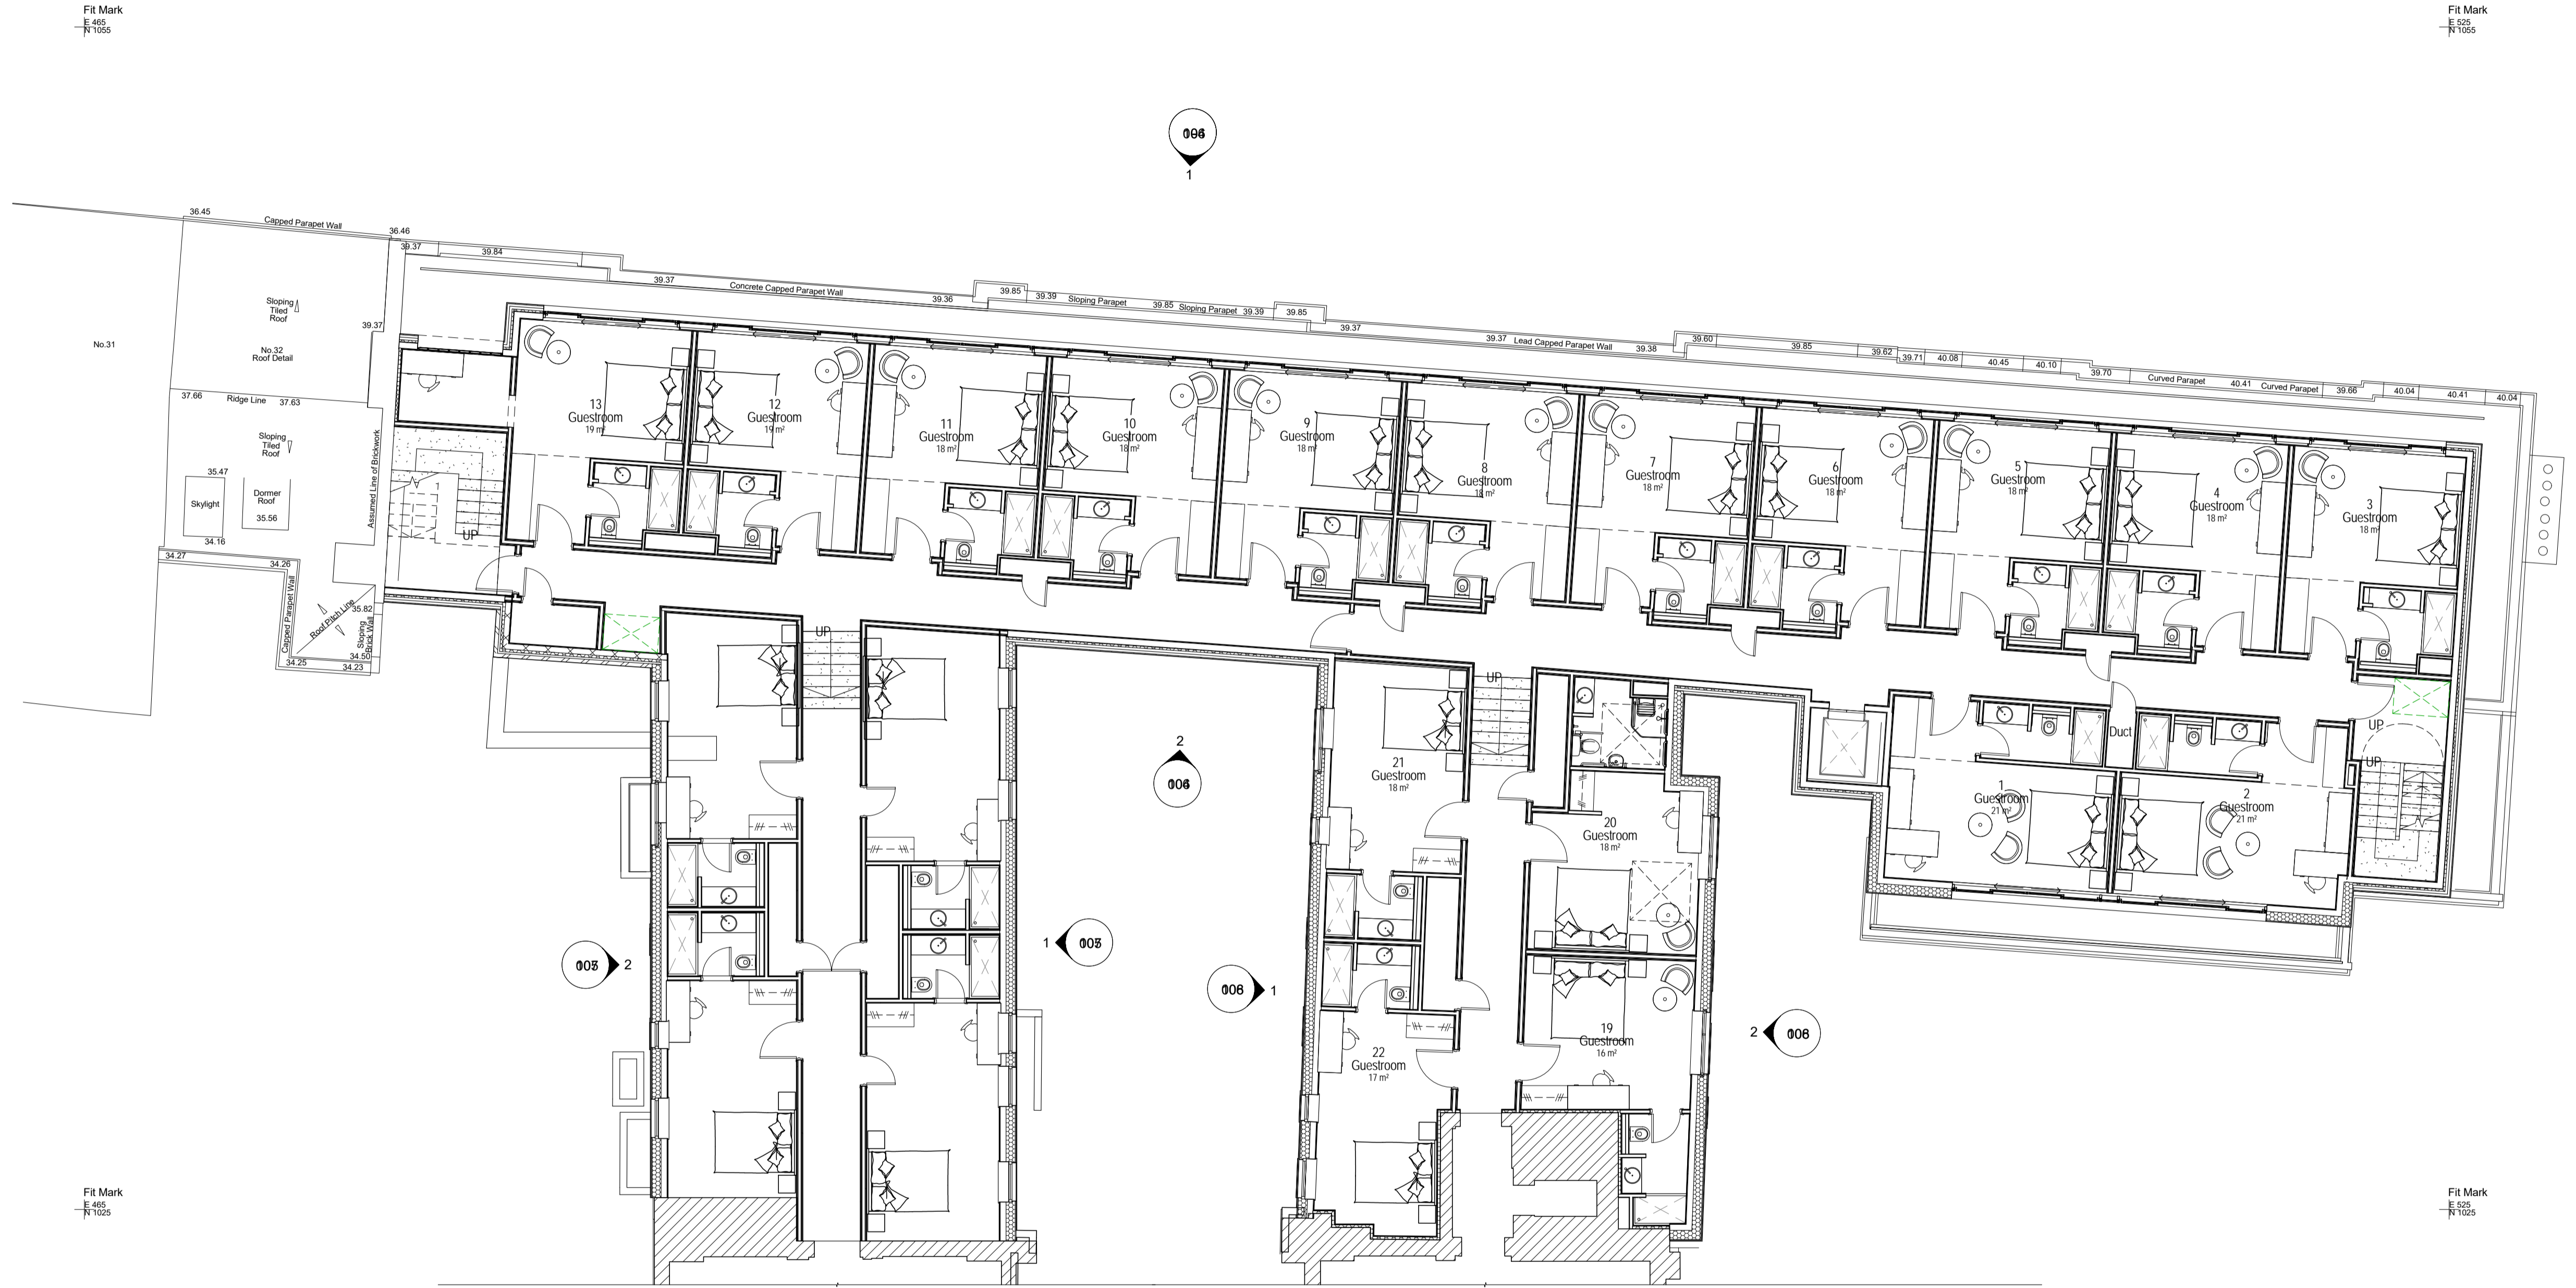 Fit Mark
E 465
N 1055
Fit Mark
E 525
N 1055
1
36.45
Capped Parapet Wall
36.46
39.37
39.84
39.37
Concrete Capped Parapet Wall
39.36
39.85
39.39
Sloping Parapet
39.85
Sloping Parapet
39.39
39.85
39.37
39.37
Lead Capped Parapet Wall
39.38
39.60
39.85
39.62
39.71
40.08
40.45
40.10
39.70
Curved Parapet
40.41
Curved Parapet
39.66
40.04
40.41
40.04
No.31
Sloping
Tiled
Roof
39.37
No.32
Roof Detail
37.66
Ridge Line
37.63
Sloping
Tiled
Roof
Assumed Line of Brickwork
35.47
Skylight
Dormer
Roof
35.56
34.16
34.27
34.26
Capped Parapet Wall
Roof Pitch Line
35.82
Sloping
Brick Wall
34.50
34.25
34.23
13
Guestroom
19 m²
12
Guestroom
19 m²
11
Guestroom
18 m²
10
Guestroom
18 m²
9
Guestroom
18 m²
8
Guestroom
18 m²
7
Guestroom
18 m²
6
Guestroom
18 m²
5
Guestroom
18 m²
4
Guestroom
18 m²
3
Guestroom
18 m²
UP
UP
UP
UP
UP
Duct
1
Guestroom
21 m²
2
Guestroom
21 m²
21
Guestroom
18 m²
20
Guestroom
18 m²
19
Guestroom
16 m²
22
Guestroom
17 m²
2
1
2
1
2
Fit Mark
E 465
N 1025
Fit Mark
E 525
N 1025